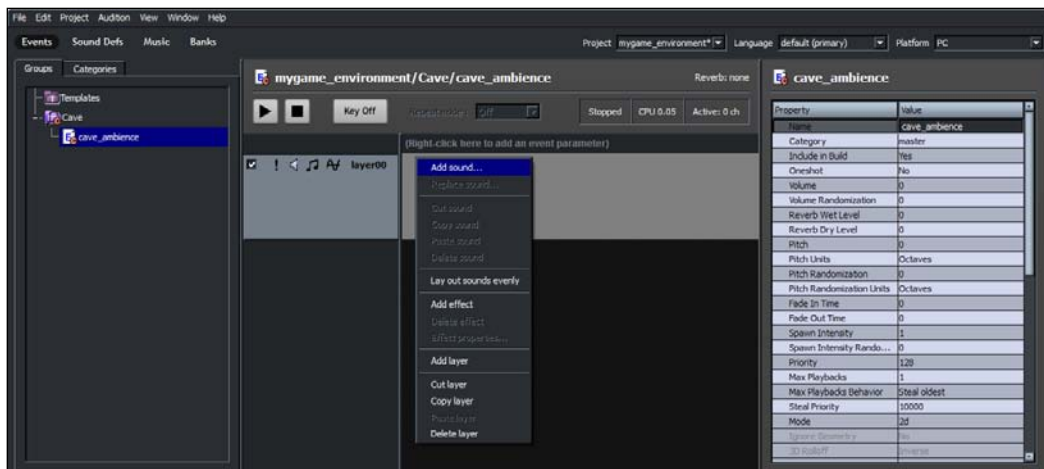 File Edit Project Audition View Window Help
Events Sound Defs Music Banks Project mygame_environment* Language default (primary) Platform PC
Groups Categories
Templates
Cave
cave_ambience
mygame_environment/Cave/cave_ambience Reverb: none
Key Off Off Stopped CPU 0.05 Active: 0 ch
(Right-click here to add an event parameter)
layer00
Add sound...
Replace sound...
Cut sound
Copy sound
Paste sound
Delete sound
Lay out sounds evenly
Add effect
Delete effect
Effect properties...
Add layer
Cut layer
Copy layer
Paste layer
Delete layer
cave_ambience
Property Value
Name cave_ambience
Category master
Include in Build Yes
Oneshot No
Volume 0
Volume Randomization 0
Reverb Wet Level 0
Reverb Dry Level 0
Pitch 0
Pitch Units Octaves
Pitch Randomization 0
Pitch Randomization Units Octaves
Fade In Time 0
Fade Out Time 0
Spawn Intensity 1
Spawn Intensity Rando... 0
Priority 128
Max Playbacks 1
Max Playbacks Behavior Steal oldest
Steal Priority 10000
Mode 2d
Ignore Geometry No
3D Rolloff Inverse